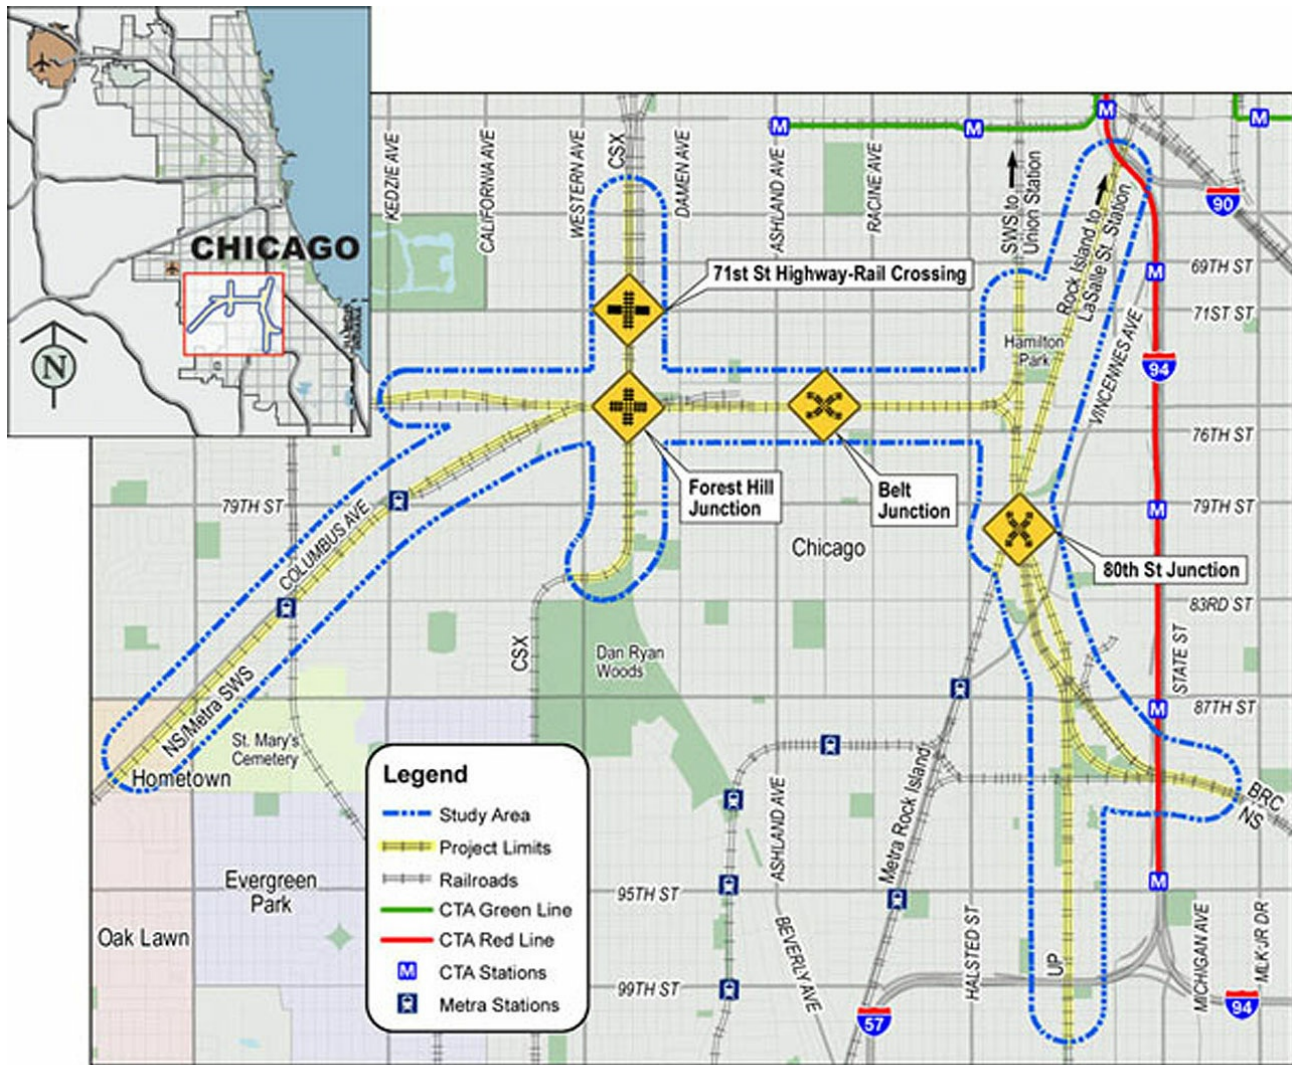 CHICAGO
N
KEDZIE AVE
CALIFORNIA AVE
WESTERN AVE
CSX
DAMEN AVE
ASHLAND AVE
RACINE AVE
SWS to
Union Station
Rock Island to
LaSalle St. Station
M
M
M
M
90
69TH ST
71st St Highway-Rail Crossing
M
71ST ST
Hamilton
Park
VINCENNES AVE
94
76TH ST
79TH ST
COLUMBUS AVE
Forest Hill
Junction
Belt
Junction
M
79TH ST
Chicago
80th St Junction
83RD ST
CSX
Dan Ryan
Woods
STATE ST
NS/Metra SWS
M
87TH ST
St. Mary's
Cemetery
Hometown
BRC
NS
ASHLAND AVE
Metra Rock Island
Legend
Study Area
Project Limits
Railroads
CTA Green Line
CTA Red Line
M CTA Stations
Metra Stations
Evergreen
Park
Oak Lawn
95TH ST
M
BEVERLY AVE
HALSTED ST
UP
MICHIGAN AVE
MLK JR DR
99TH ST
57
94